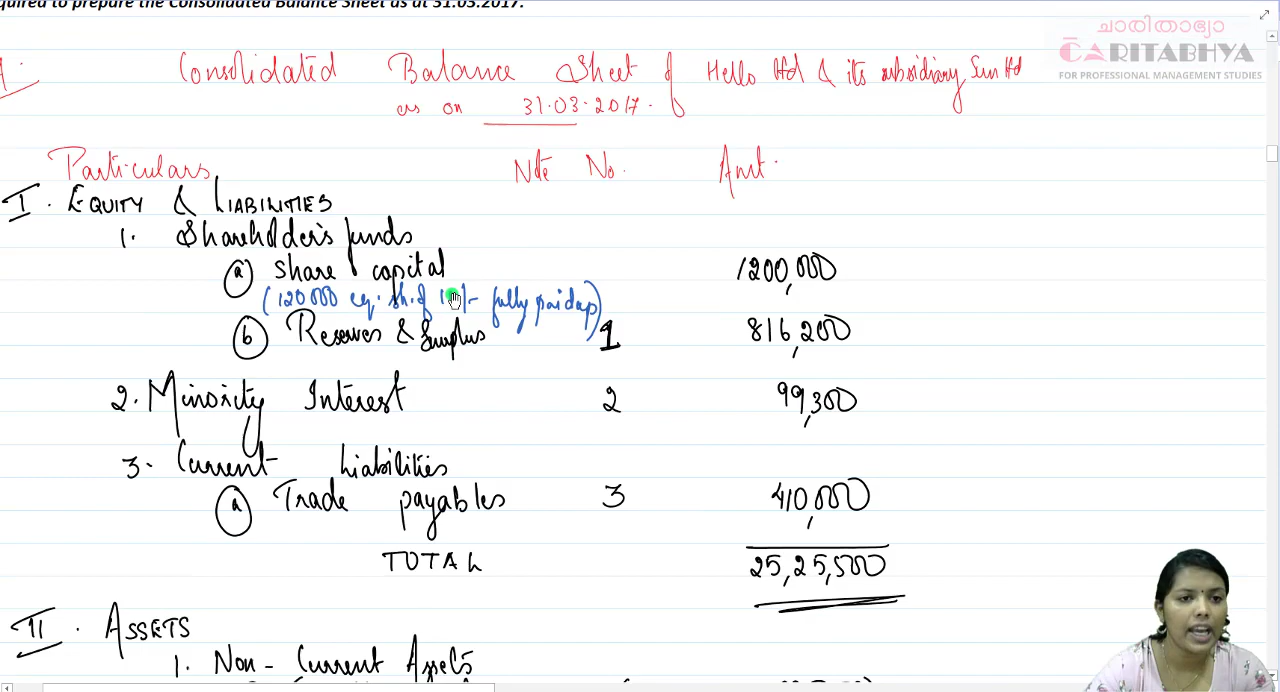 quired to prepare the Consolidated Balance Sheet as at 31.03.2017.
ചാരിതാഭ്യാ
CARITABHYA
FOR PROFESSIONAL MANAGEMENT STUDIES
A.
Consolidated Balance Sheet of Hello Ltd & its subsidiary Sun Ltd
as on 31.03.2017.
Particulars Note No. Amt.
I. EQUITY & LIABILITIES
1. Shareholder's funds
(a) Share capital 1200,000
(120000 eq. sh. of 10/- fully paid up)
(b) Reserves & Surplus 1 816,200
2. Minority Interest 2 99,300
3. Current Liabilities
(a) Trade payables 3 410,000
TOTAL 25,25,500
II. ASSETS
1. Non-Current Assets